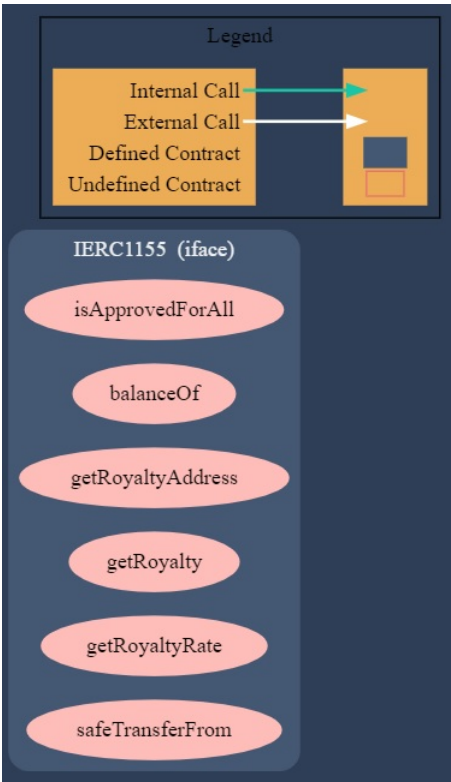 Legend
Internal Call
External Call
Defined Contract
Undefined Contract
IERC1155 (iface)
isApprovedForAll
balanceOf
getRoyaltyAddress
getRoyalty
getRoyaltyRate
safeTransferFrom